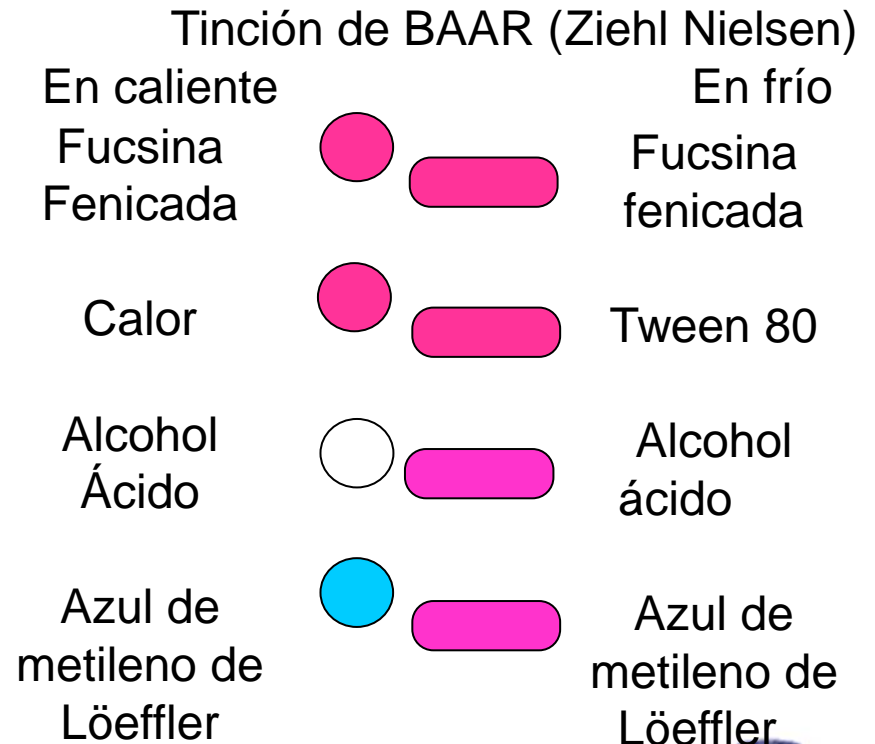 Tinción de BAAR (Ziehl Nielsen)
En caliente
En frío
Fucsina
Fenicada
Fucsina
fenicada
Calor
Tween 80
Alcohol
Ácido
Alcohol
ácido
Azul de
metileno de
Löeffler
Azul de
metileno de
Löeffler